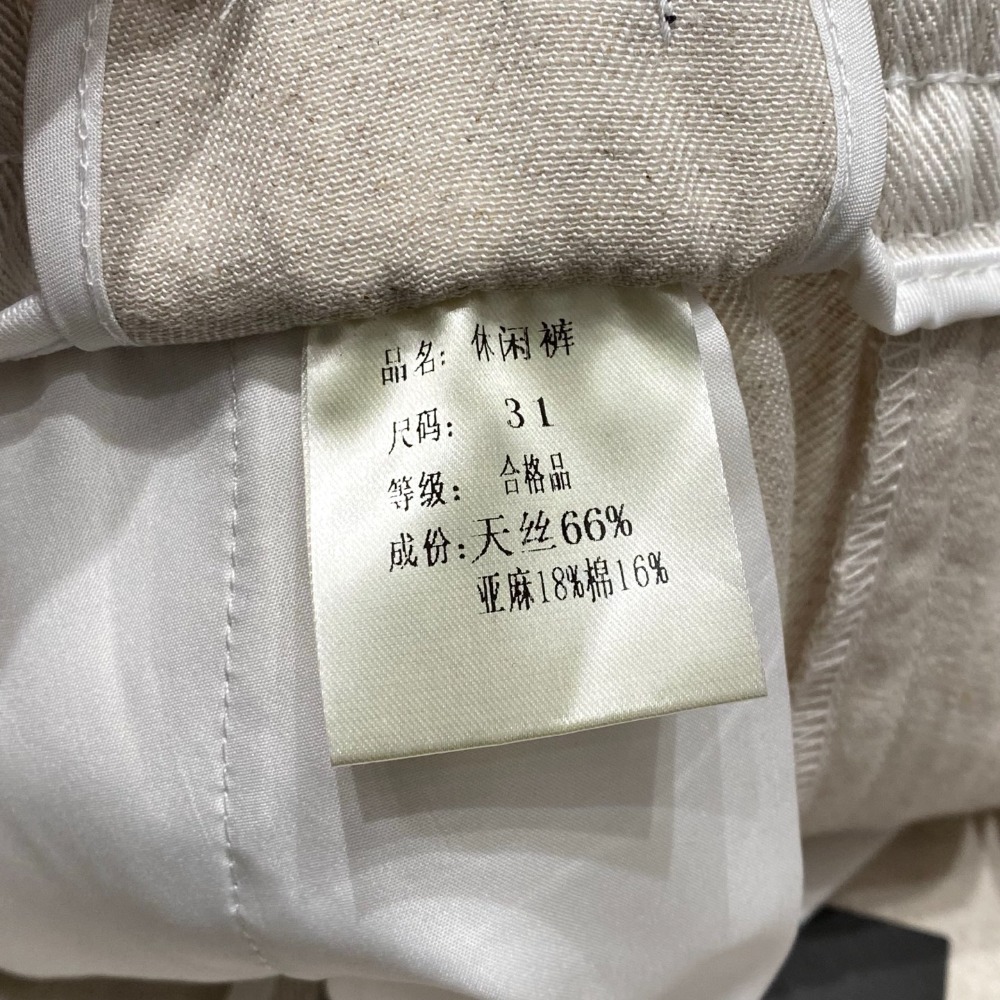 品名: 休闲裤
尺码: 31
等级: 合格品
成份: 天丝66%
亚麻18%棉16%